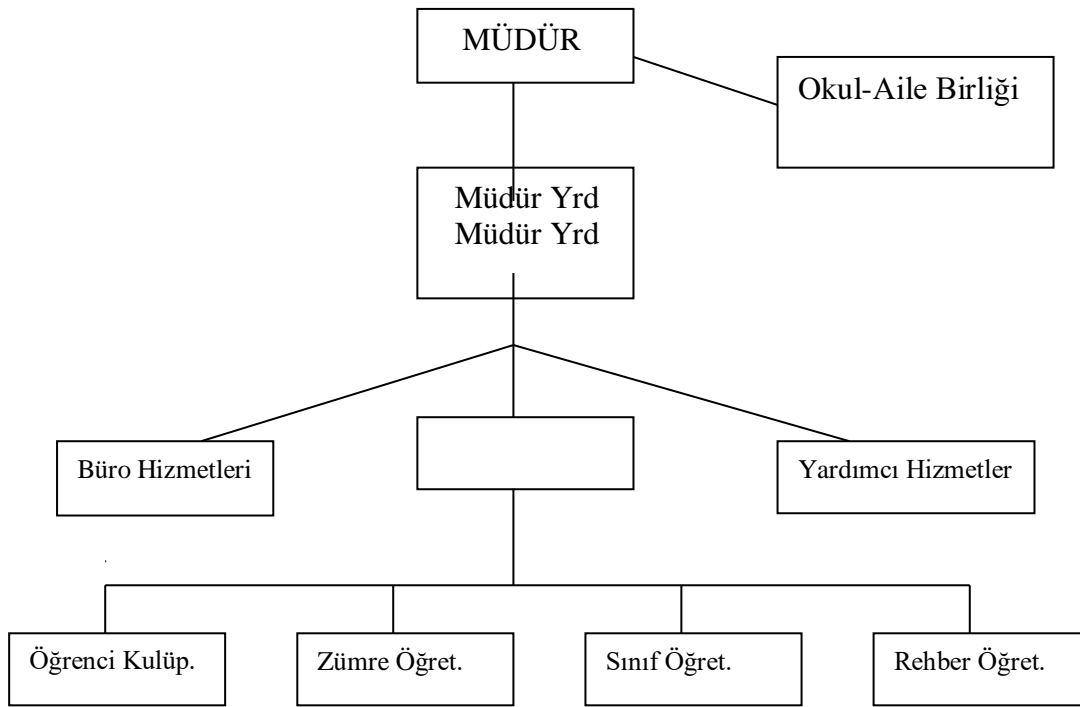 MÜDÜR
Okul-Aile Birliği
Müdür Yrd
Müdür Yrd
Büro Hizmetleri
Yardımcı Hizmetler
Öğrenci Kulüp.
Zümre Öğret.
Sınıf Öğret.
Rehber Öğret.